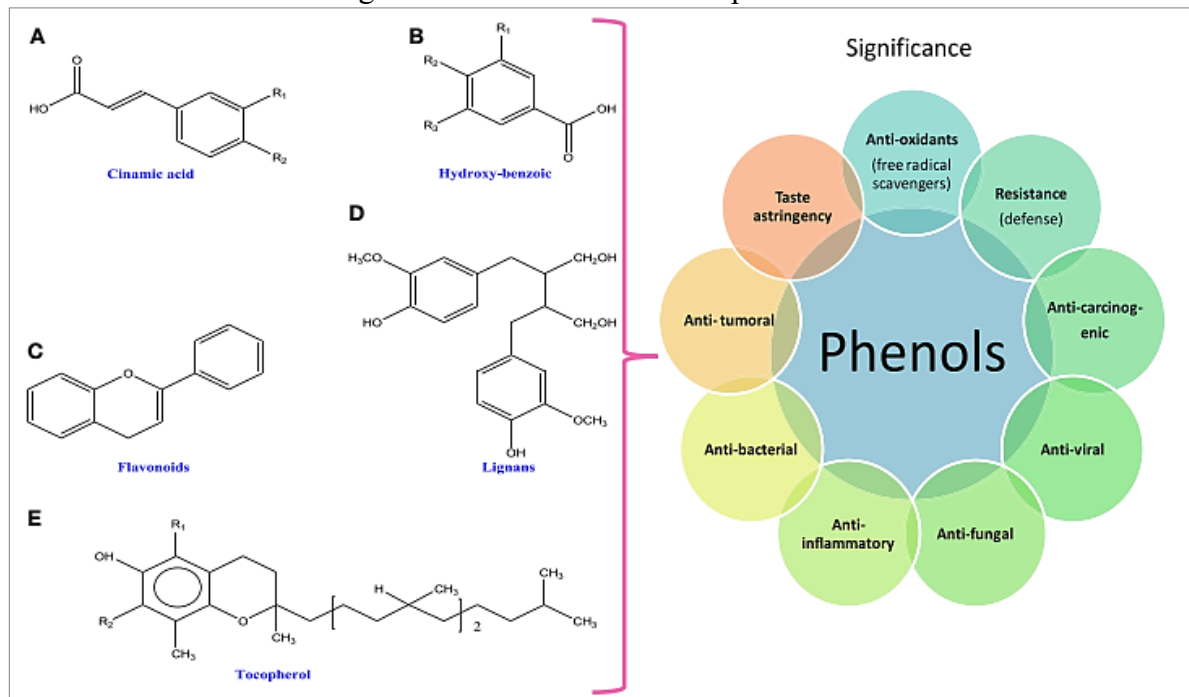 A
O
HO
R₁
R₂
Cinamic acid
B
R₁
R₂
R₃
OH
O
Hydroxy-benzoic
C
O
Flavonoids
D
H₃CO
HO
CH₂OH
CH₂OH
OCH₃
OH
Lignans
E
R₁
OH
R₂
O
CH₃
CH₃
H
CH₃
2
CH₃
CH₃
Tocopherol
Significance
Anti-oxidants
(free radical
scavengers)
Resistance
(defense)
Anti-carcinog-
enic
Anti-viral
Anti-fungal
Anti-
inflammatory
Anti-bacterial
Anti- tumoral
Taste
astringency
Phenols